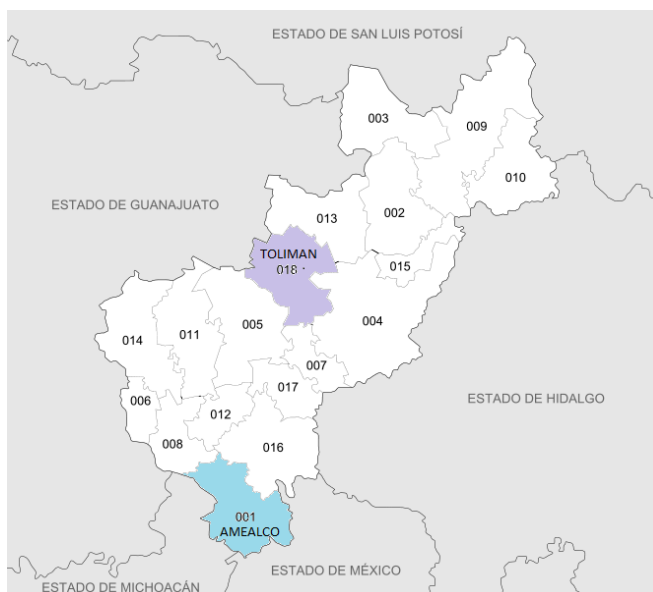 ESTADO DE SAN LUIS POTOSÍ
003
009
010
ESTADO DE GUANAJUATO
013
002
TOLIMAN
018
015
005
004
014
011
007
006
017
ESTADO DE HIDALGO
012
008
016
001
AMEALCO
ESTADO DE MÉXICO
ESTADO DE MICHOACÁN